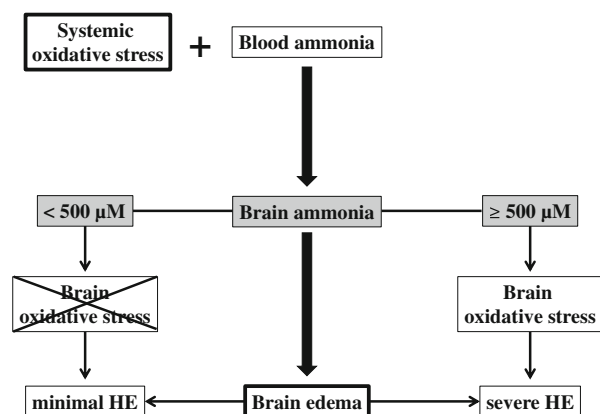 Systemic
oxidative stress
+
Blood ammonia
< 500 µM
Brain ammonia
≥ 500 µM
Brain
oxidative stress
Brain
oxidative stress
minimal HE
Brain edema
severe HE